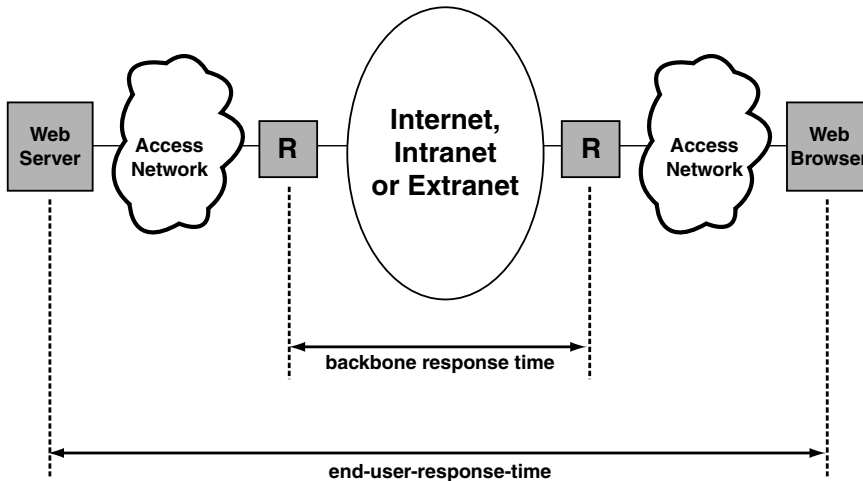 Web
Server
Access
Network
R
Internet,
Intranet
or Extranet
R
Access
Network
Web
Browser
backbone response time
end-user-response-time